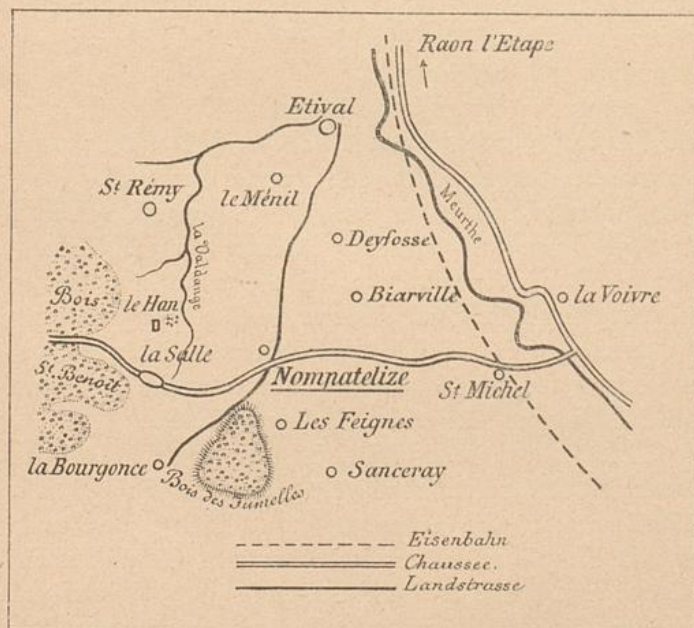 Raon l'Etape
Etival
St. Rémy
le Ménil
Meurthe
la Valdange
Deyfosse
Bois
le Han
Biarville
la Voivre
la Salle
St. Benoit
Nompatelize
St. Michel
Les Feignes
la Bourgonce
Bois des Jumelles
Sanceray
Eisenbahn
Chaussee.
Landstrasse